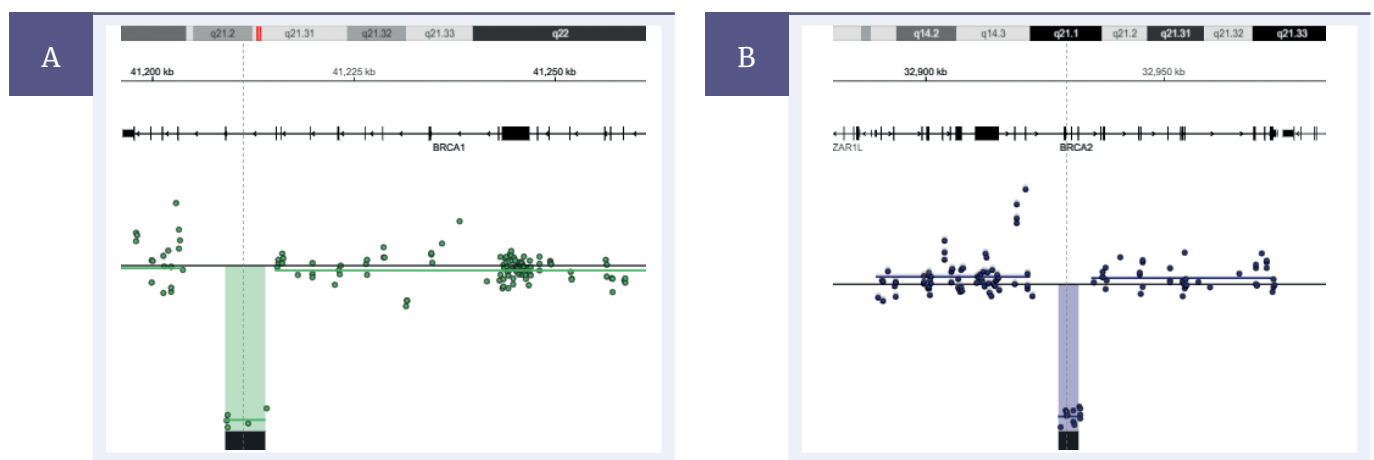 A
q21.2 q21.31 q21.32 q21.33 q22
41,200 kb 41,225 kb 41,250 kb
BRCA1
B
q14.2 q14.3 q21.1 q21.2 q21.31 q21.32 q21.33
32,900 kb 32,950 kb
ZAR1L BRCA2